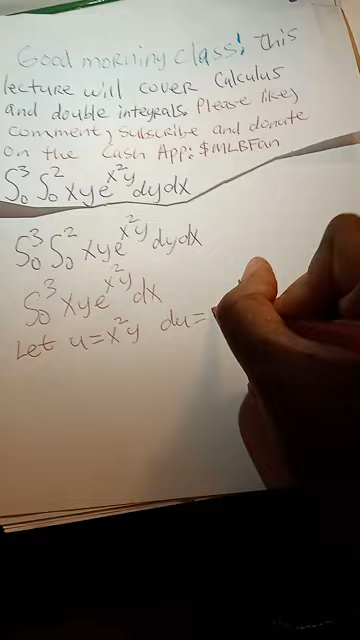 Good morning class! This
lecture will cover Calculus
and double integrals. Please like,
comment, subscribe and donate
on the Cash App: $MLBFan
∫₀³ ∫₀² xye^(x²y) dydx
∫₀³ ∫₀² xye^(x²y) dydx
∫₀³ xye^(x²y) dx
Let u=x²y du=